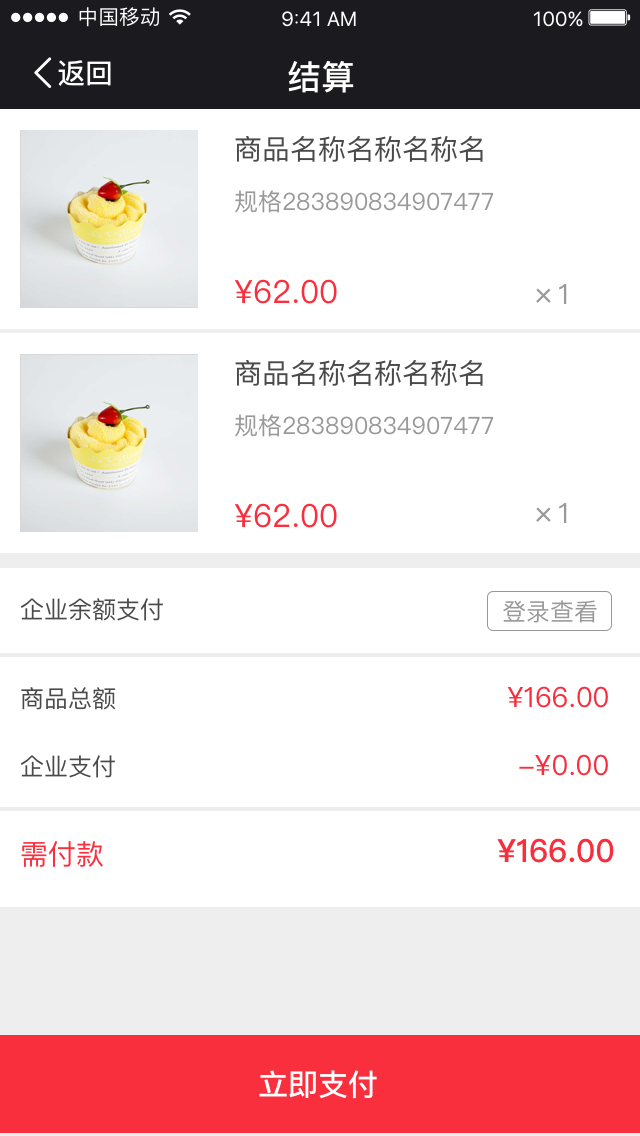 中国移动 9:41 AM 100%
返回 结算
商品名称名称名称名
规格283890834907477
¥62.00 ×1
商品名称名称名称名
规格283890834907477
¥62.00 ×1
企业余额支付 登录查看
商品总额 ¥166.00
企业支付 –¥0.00
需付款 ¥166.00
立即支付